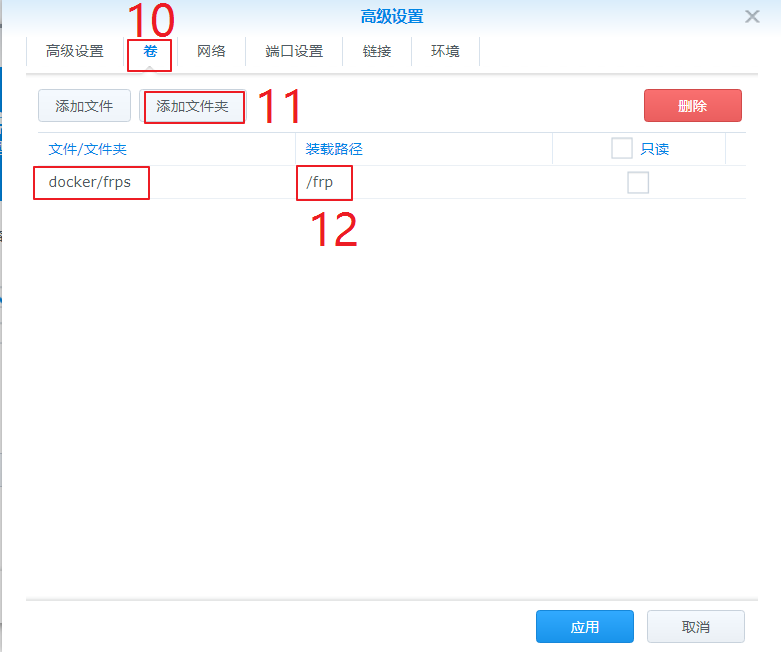 高级设置
10
高级设置 卷 网络 端口设置 链接 环境
添加文件 添加文件夹 11 删除
文件/文件夹 装载路径 只读
docker/frps /frp
12
应用 取消